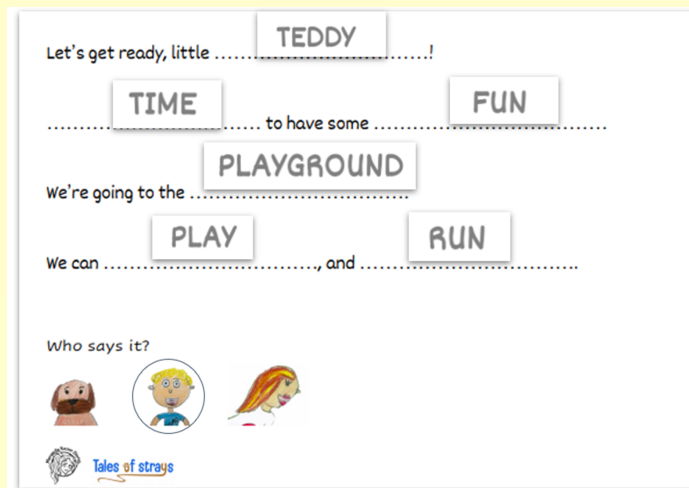 Let's get ready, little ..............................TEDDY!
TIME to have some FUN
We're going to the PLAYGROUND.
We can PLAY, and RUN.
Who says it?
Tales of strays